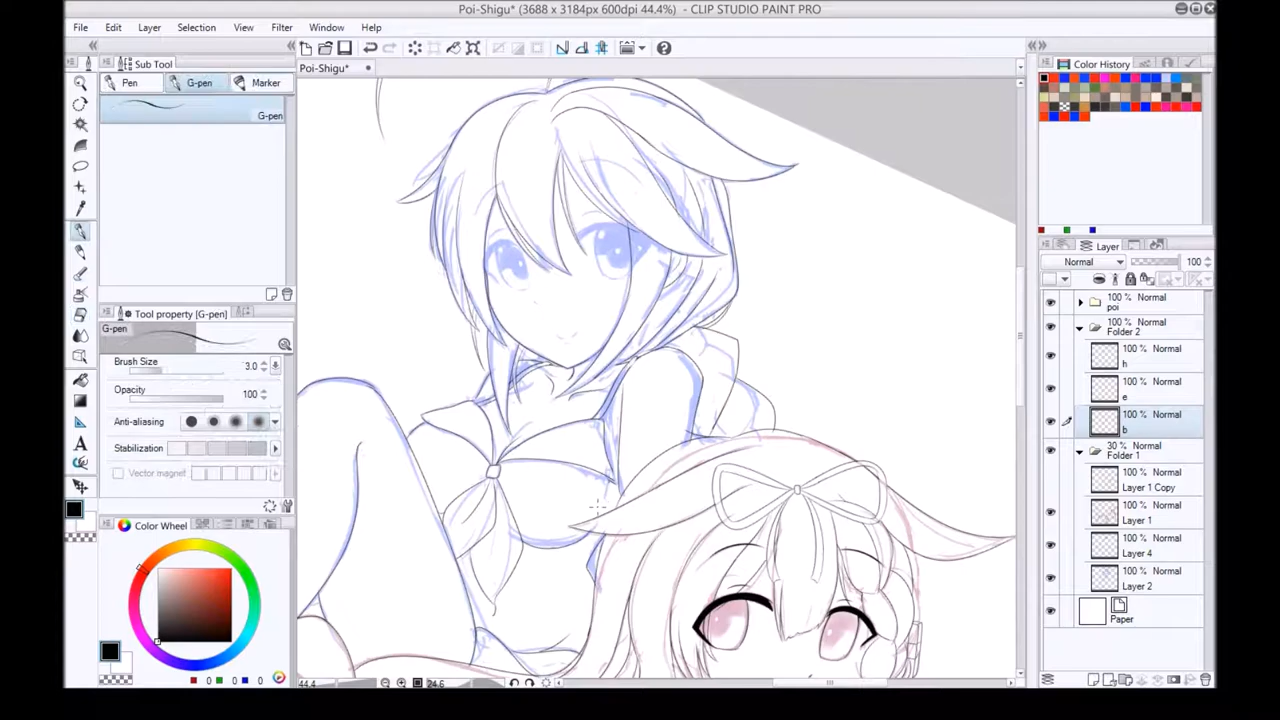 Poi-Shigu* (3688 x 3184px 600dpi 44.4%) - CLIP STUDIO PAINT PRO
File Edit View Layer Selection View Filter Window Help
Sub Tool
Poi-Shigu*
Color History
Pen G-pen Marker
G-pen
Layer
Normal 100
100 % Normal
poi
100 % Normal
Folder 2
100 % Normal
h
100 % Normal
e
100 % Normal
b
30 % Normal
Folder 1
100 % Normal
Layer 1 Copy
100 % Normal
Layer 1
100 % Normal
Layer 4
100 % Normal
Layer 2
Paper
Tool property [G-pen]
G-pen
Brush Size 3.0
Opacity 100
Anti-aliasing
Stabilization
Vector magnet
Color Wheel
0 0 0
44.4 24.6